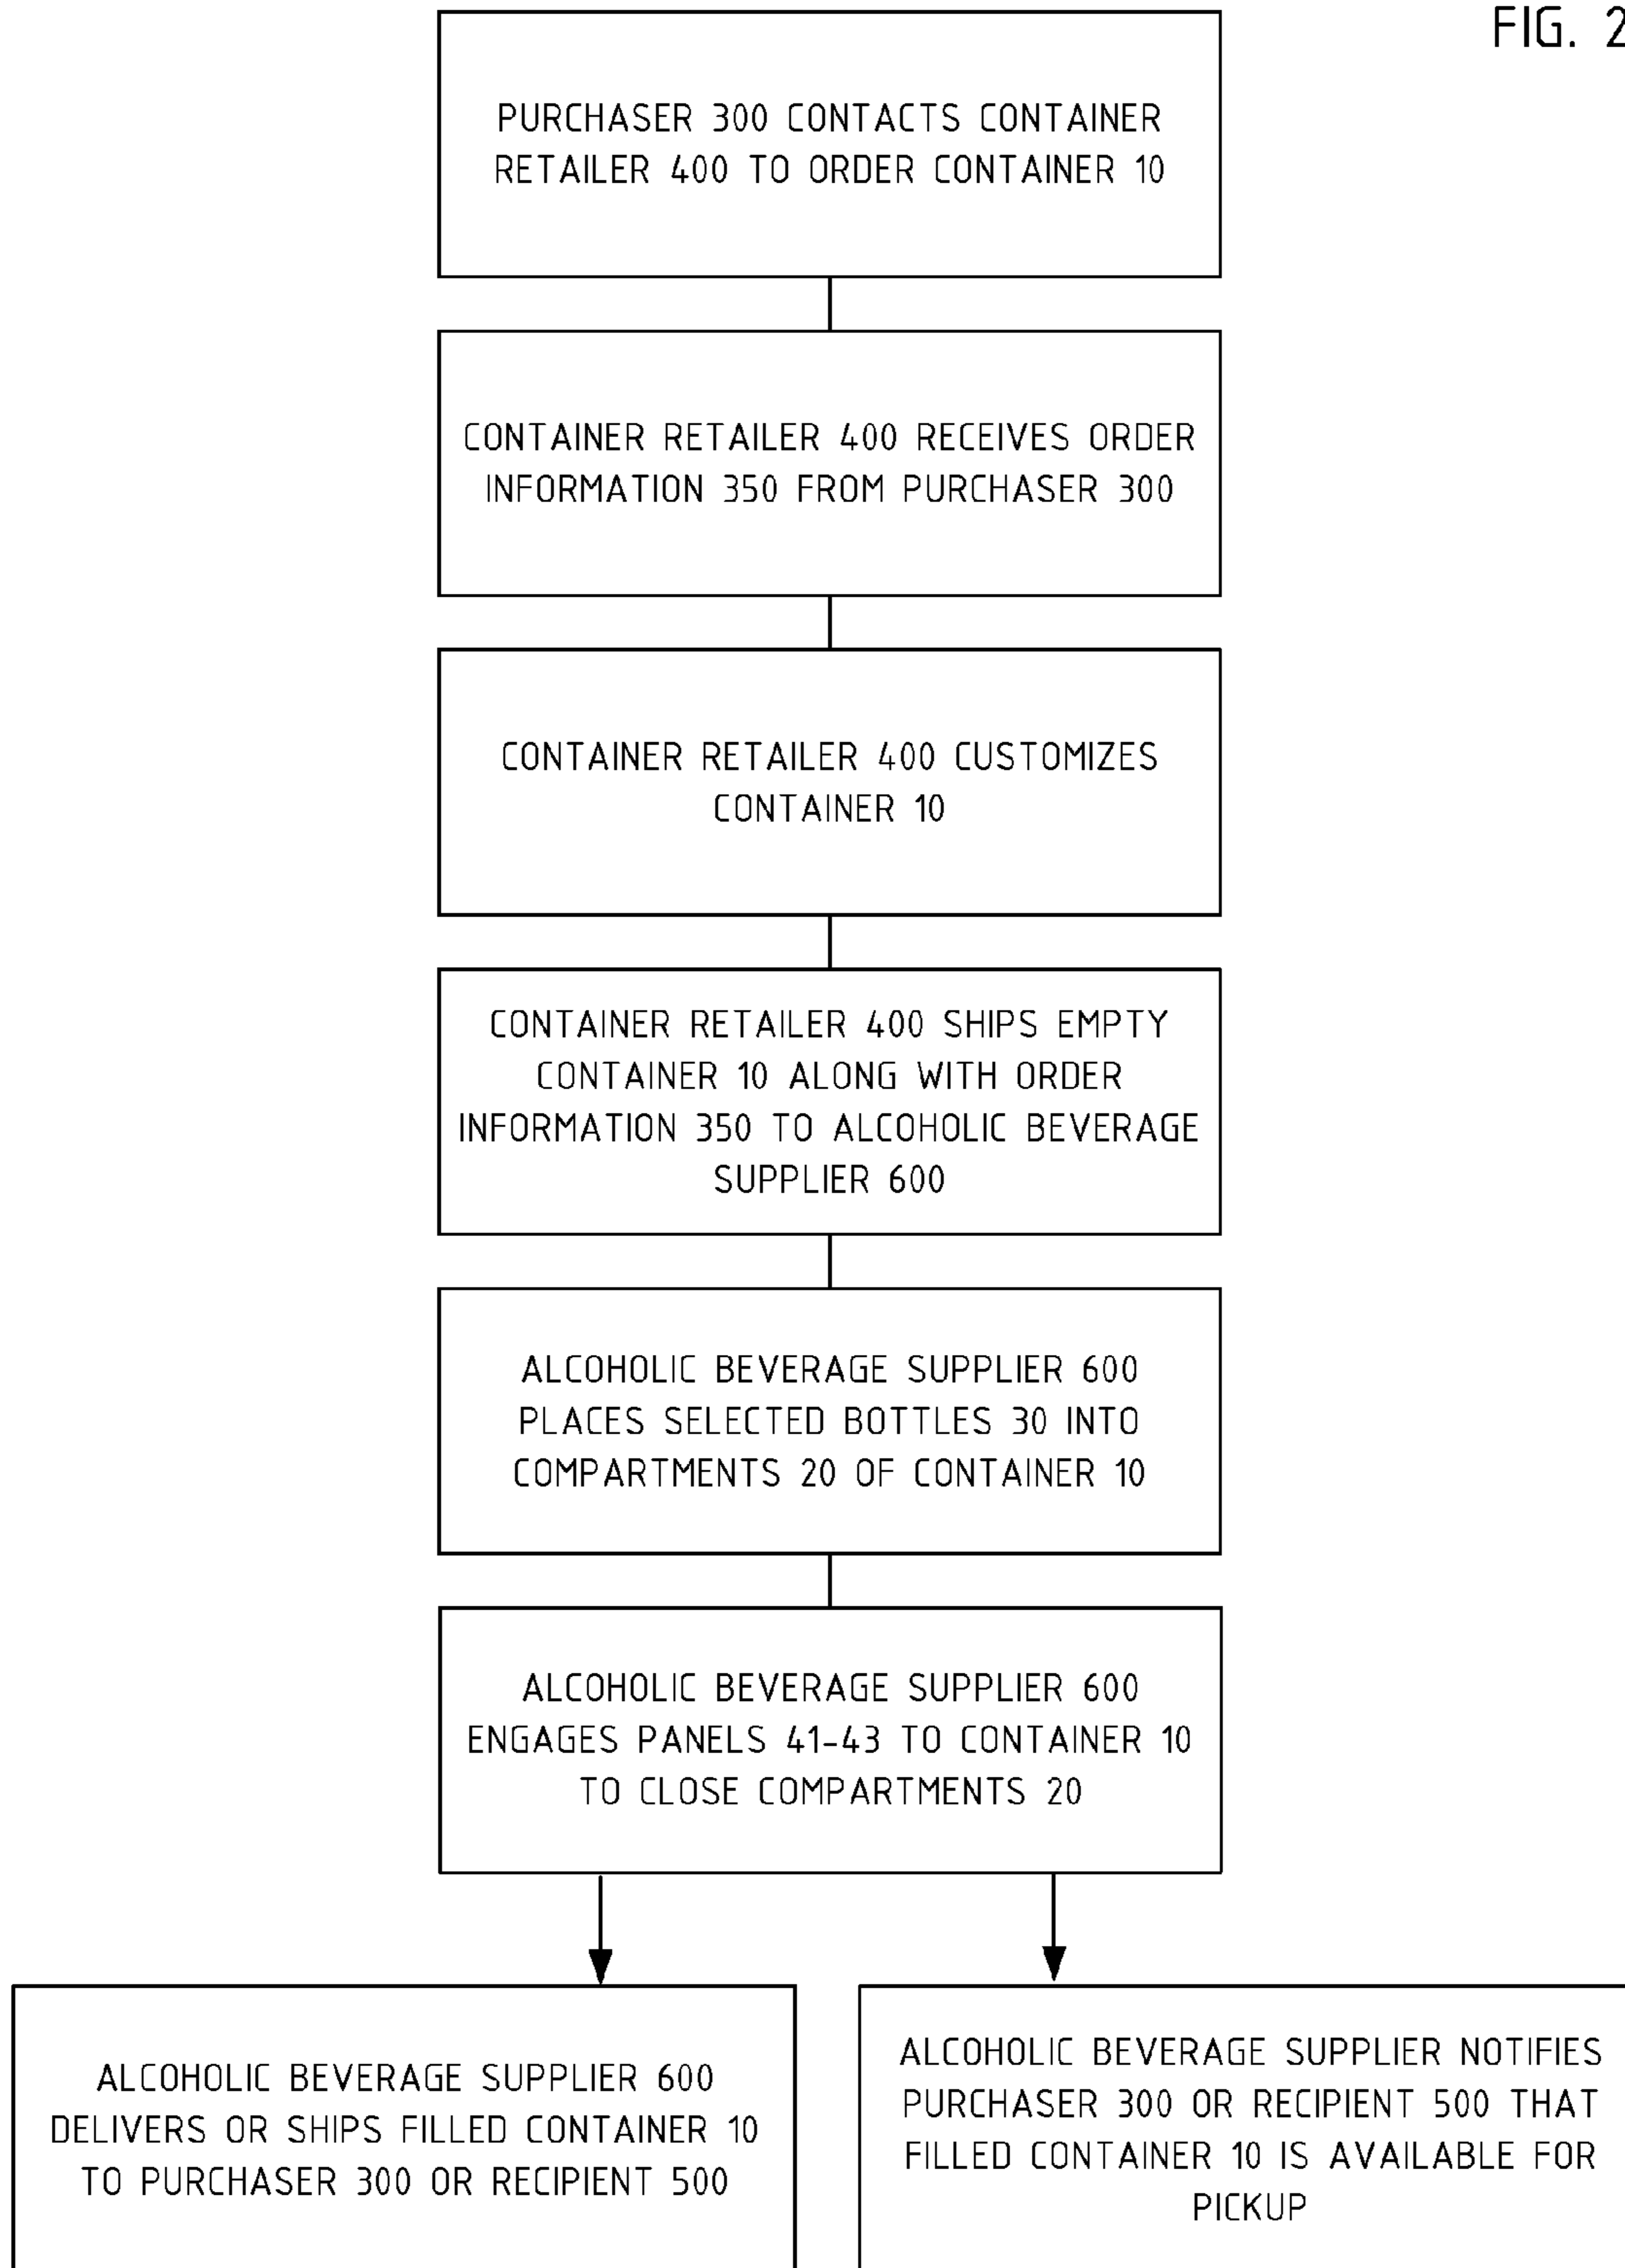 FIG. 2
PURCHASER 300 CONTACTS CONTAINER
RETAILER 400 TO ORDER CONTAINER 10
CONTAINER RETAILER 400 RECEIVES ORDER
INFORMATION 350 FROM PURCHASER 300
CONTAINER RETAILER 400 CUSTOMIZES
CONTAINER 10
CONTAINER RETAILER 400 SHIPS EMPTY
CONTAINER 10 ALONG WITH ORDER
INFORMATION 350 TO ALCOHOLIC BEVERAGE
SUPPLIER 600
ALCOHOLIC BEVERAGE SUPPLIER 600
PLACES SELECTED BOTTLES 30 INTO
COMPARTMENTS 20 OF CONTAINER 10
ALCOHOLIC BEVERAGE SUPPLIER 600
ENGAGES PANELS 41-43 TO CONTAINER 10
TO CLOSE COMPARTMENTS 20
ALCOHOLIC BEVERAGE SUPPLIER 600
DELIVERS OR SHIPS FILLED CONTAINER 10
TO PURCHASER 300 OR RECIPIENT 500
ALCOHOLIC BEVERAGE SUPPLIER NOTIFIES
PURCHASER 300 OR RECIPIENT 500 THAT
FILLED CONTAINER 10 IS AVAILABLE FOR
PICKUP